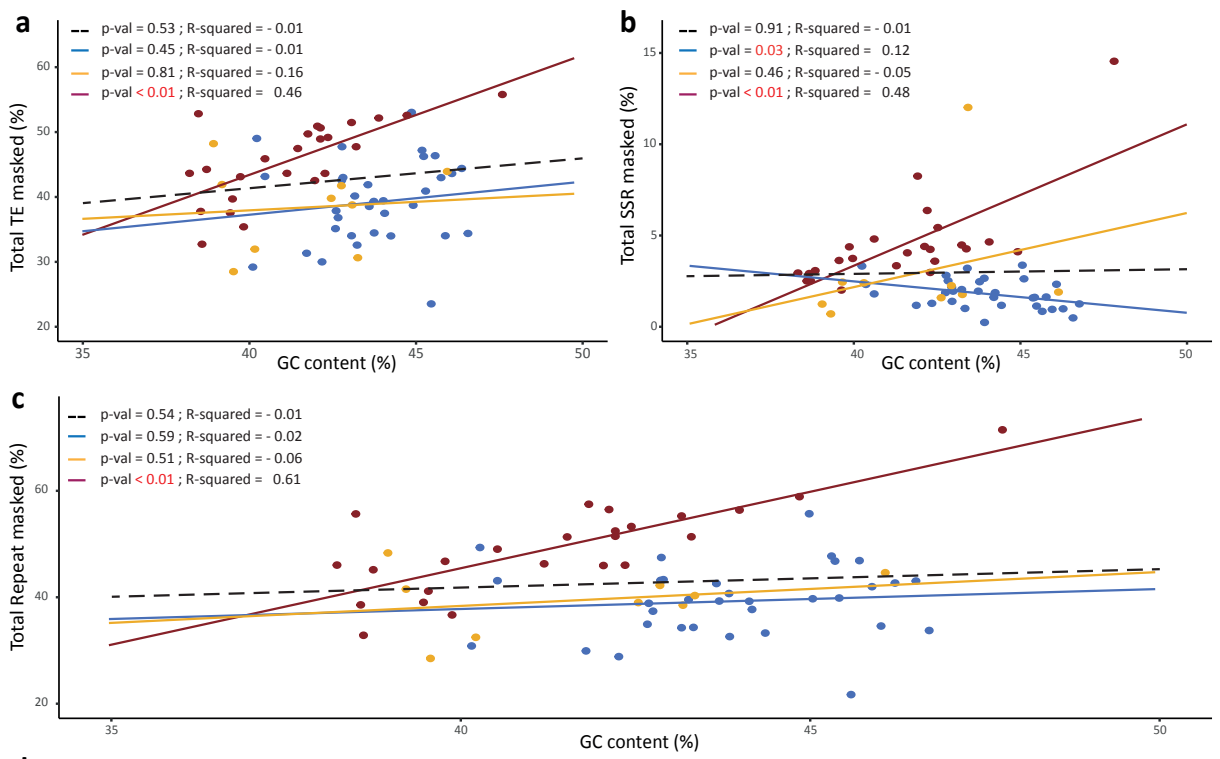 a
p-val = 0.53 ; R-squared = - 0.01
p-val = 0.45 ; R-squared = - 0.01
p-val = 0.81 ; R-squared = - 0.16
p-val < 0.01 ; R-squared = 0.46
Total TE masked (%)
60
50
40
30
20
35
40
45
50
GC content (%)
b
p-val = 0.91 ; R-squared = - 0.01
p-val = 0.03 ; R-squared = 0.12
p-val = 0.46 ; R-squared = - 0.05
p-val < 0.01 ; R-squared = 0.48
Total SSR masked (%)
15
10
5
0
35
40
45
50
GC content (%)
c
p-val = 0.54 ; R-squared = - 0.01
p-val = 0.59 ; R-squared = - 0.02
p-val = 0.51 ; R-squared = - 0.06
p-val < 0.01 ; R-squared = 0.61
Total Repeat masked (%)
60
40
20
35
40
45
50
GC content (%)